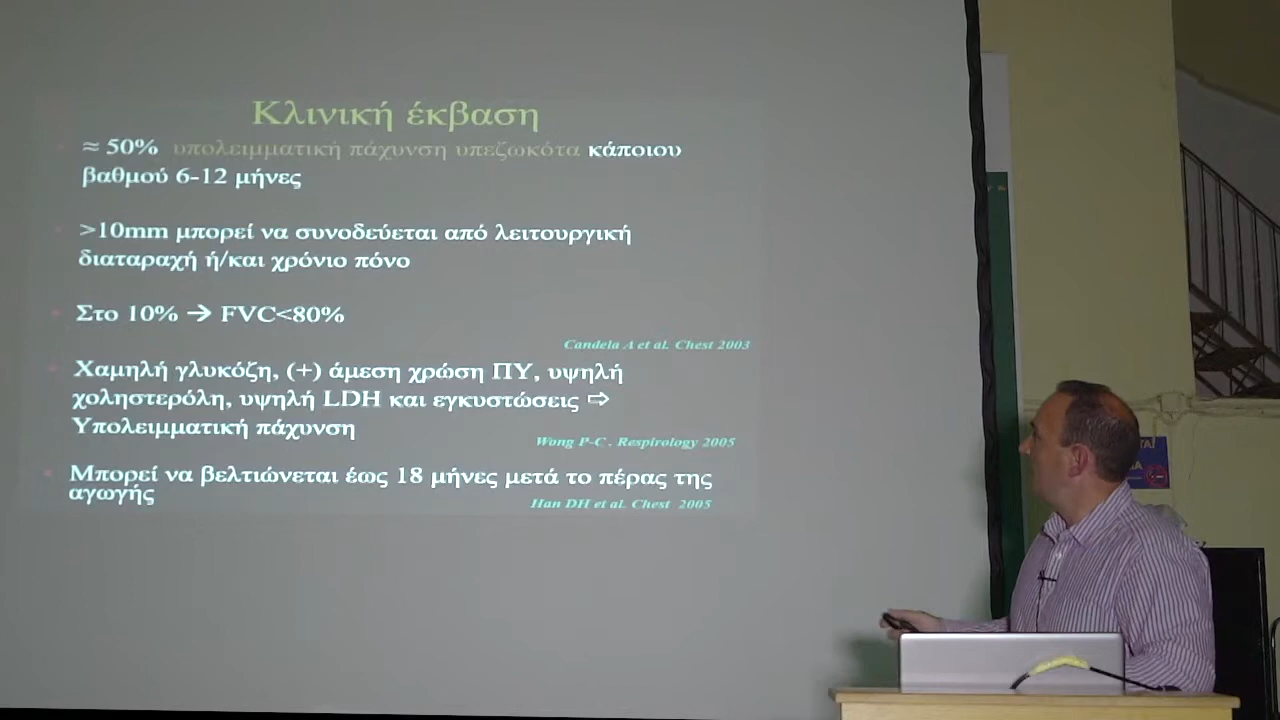 Κλινική έκβαση
≈ 50% υπολειμματική πάχυνση υπεζωκότα κάποιου
βαθμού 6-12 μήνες
>10mm μπορεί να συνοδεύεται από λειτουργική
διαταραχή ή/και χρόνιο πόνο
Στο 10% → FVC<80%
Candela A et al. Chest 2003
Χαμηλή γλυκόζη, (+) άμεση χρώση ΠΥ, υψηλή
χοληστερόλη, υψηλή LDH και εγκυστώσεις ⇨
Υπολειμματική πάχυνση
Wong P-C . Respirology 2005
Μπορεί να βελτιώνεται έως 18 μήνες μετά το πέρας της
αγωγής
Han DH et al. Chest 2005